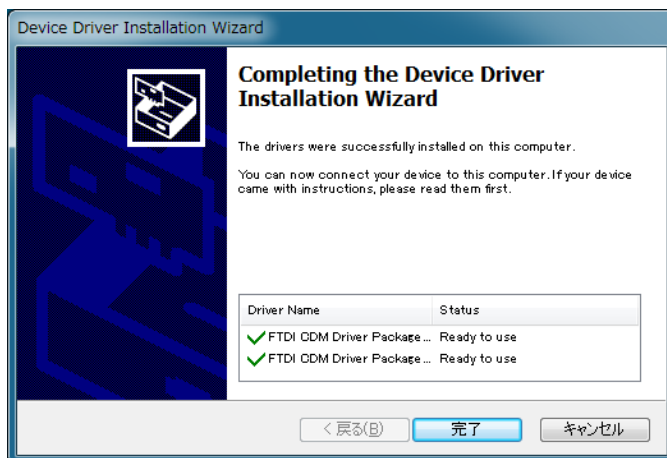 Device Driver Installation Wizard
Completing the Device Driver
Installation Wizard
The drivers were successfully installed on this computer.
You can now connect your device to this computer. If your device
came with instructions, please read them first.
Driver Name Status
FTDI CDM Driver Package... Ready to use
FTDI CDM Driver Package... Ready to use
< 戻る(B) 完了 キャンセル